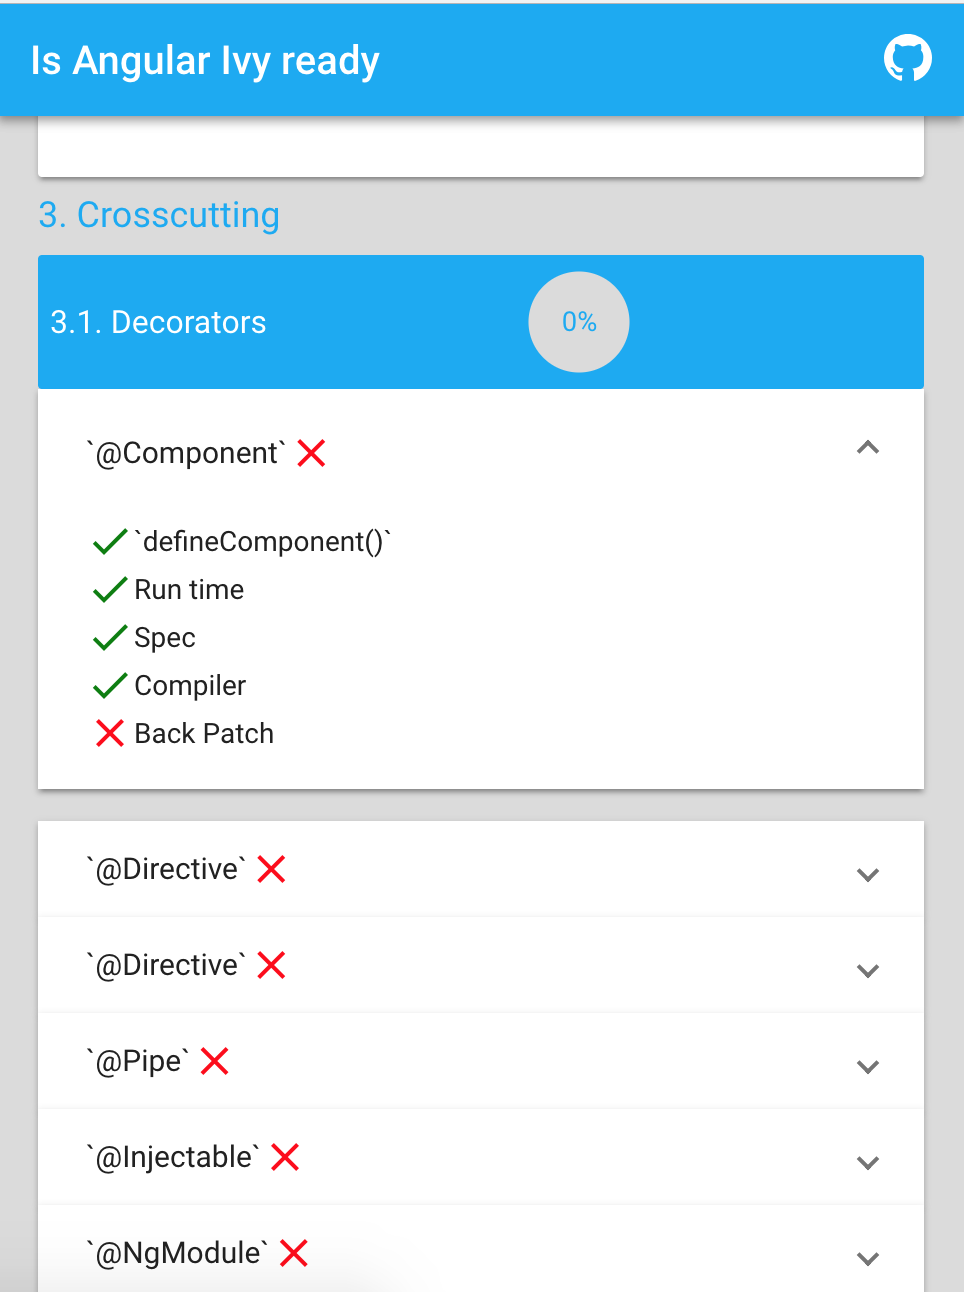 Is Angular Ivy ready
3. Crosscutting
3.1. Decorators
0%
`@Component`
`defineComponent()`
Run time
Spec
Compiler
Back Patch
`@Directive`
`@Directive`
`@Pipe`
`@Injectable`
`@NgModule`